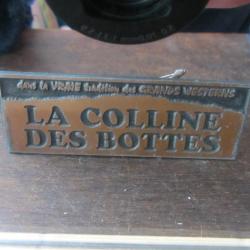 dans la VRAIE tradition des GRANDS WESTERNS
LA COLLINE
DES BOTTES